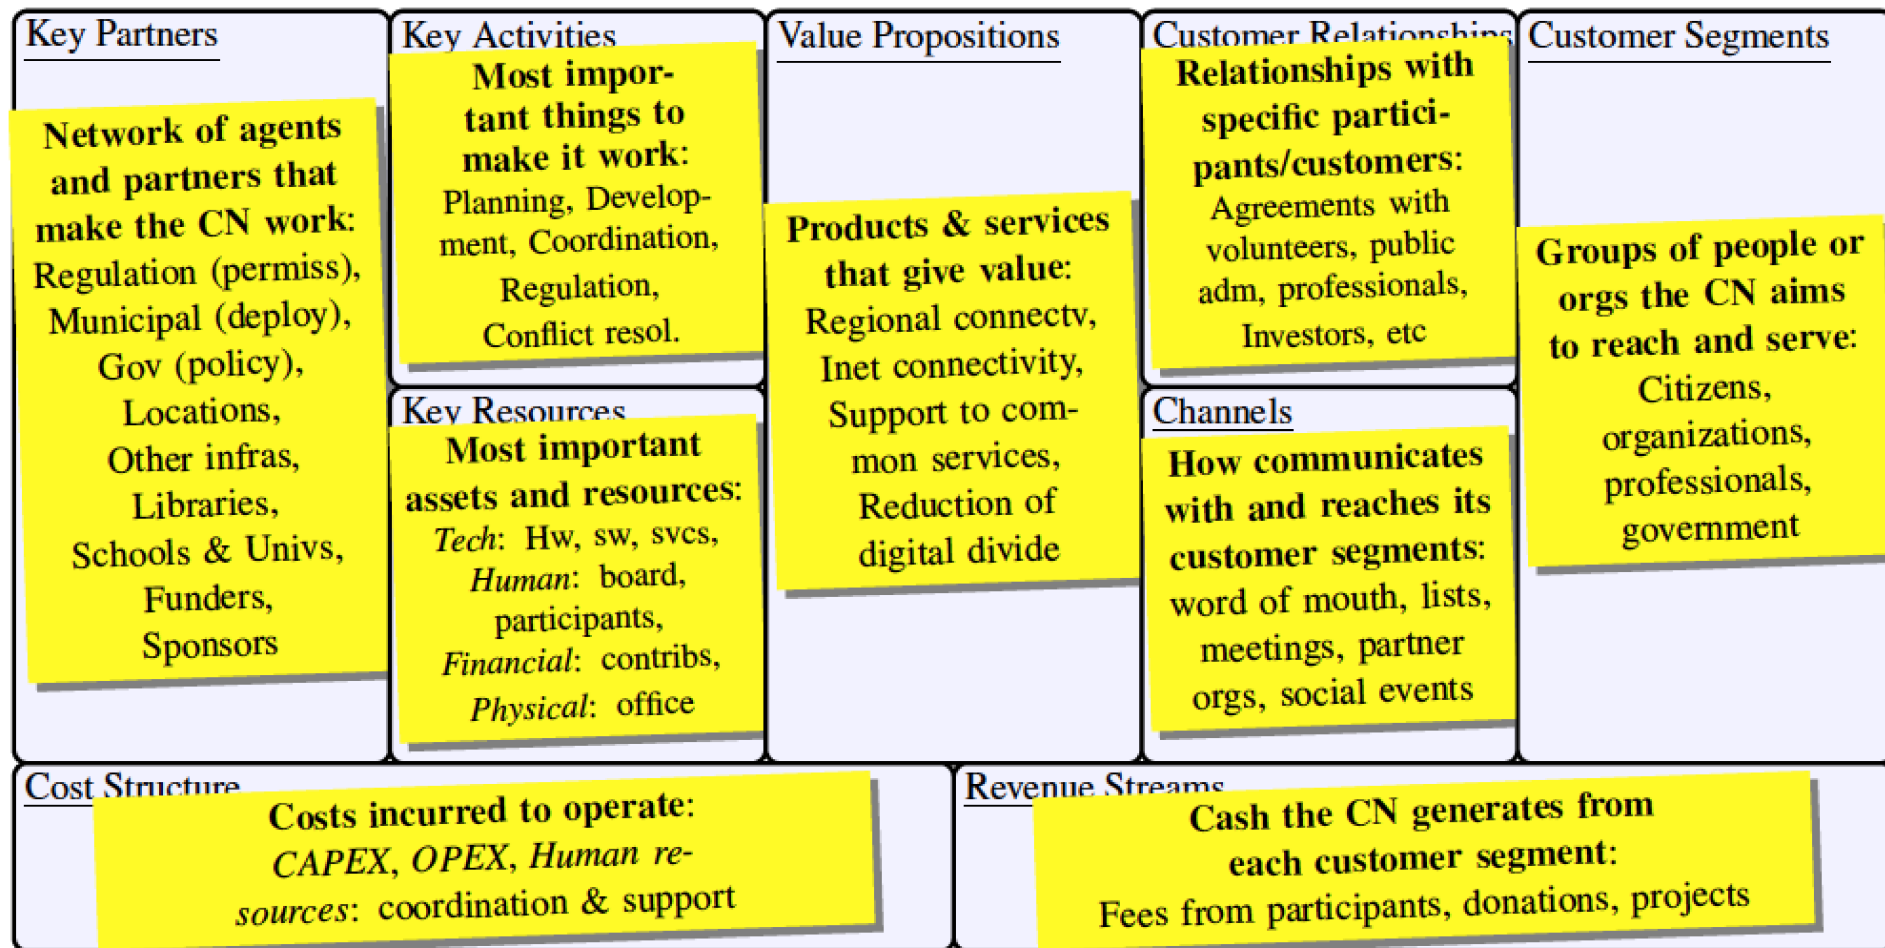 Key Partners
Network of agents
and partners that
make the CN work:
Regulation (permiss),
Municipal (deploy),
Gov (policy),
Locations,
Other infras,
Libraries,
Schools & Univs,
Funders,
Sponsors
Key Activities
Most impor-
tant things to
make it work:
Planning, Develop-
ment, Coordination,
Regulation,
Conflict resol.
Key Resources
Most important
assets and resources:
Tech: Hw, sw, svcs,
Human: board,
participants,
Financial: contribs,
Physical: office
Value Propositions
Products & services
that give value:
Regional connectv,
Inet connectivity,
Support to com-
mon services,
Reduction of
digital divide
Customer Relationships
Relationships with
specific partici-
pants/customers:
Agreements with
volunteers, public
adm, professionals,
Investors, etc
Channels
How communicates
with and reaches its
customer segments:
word of mouth, lists,
meetings, partner
orgs, social events
Customer Segments
Groups of people or
orgs the CN aims
to reach and serve:
Citizens,
organizations,
professionals,
government
Cost Structure
Costs incurred to operate:
CAPEX, OPEX, Human re-
sources: coordination & support
Revenue Streams
Cash the CN generates from
each customer segment:
Fees from participants, donations, projects